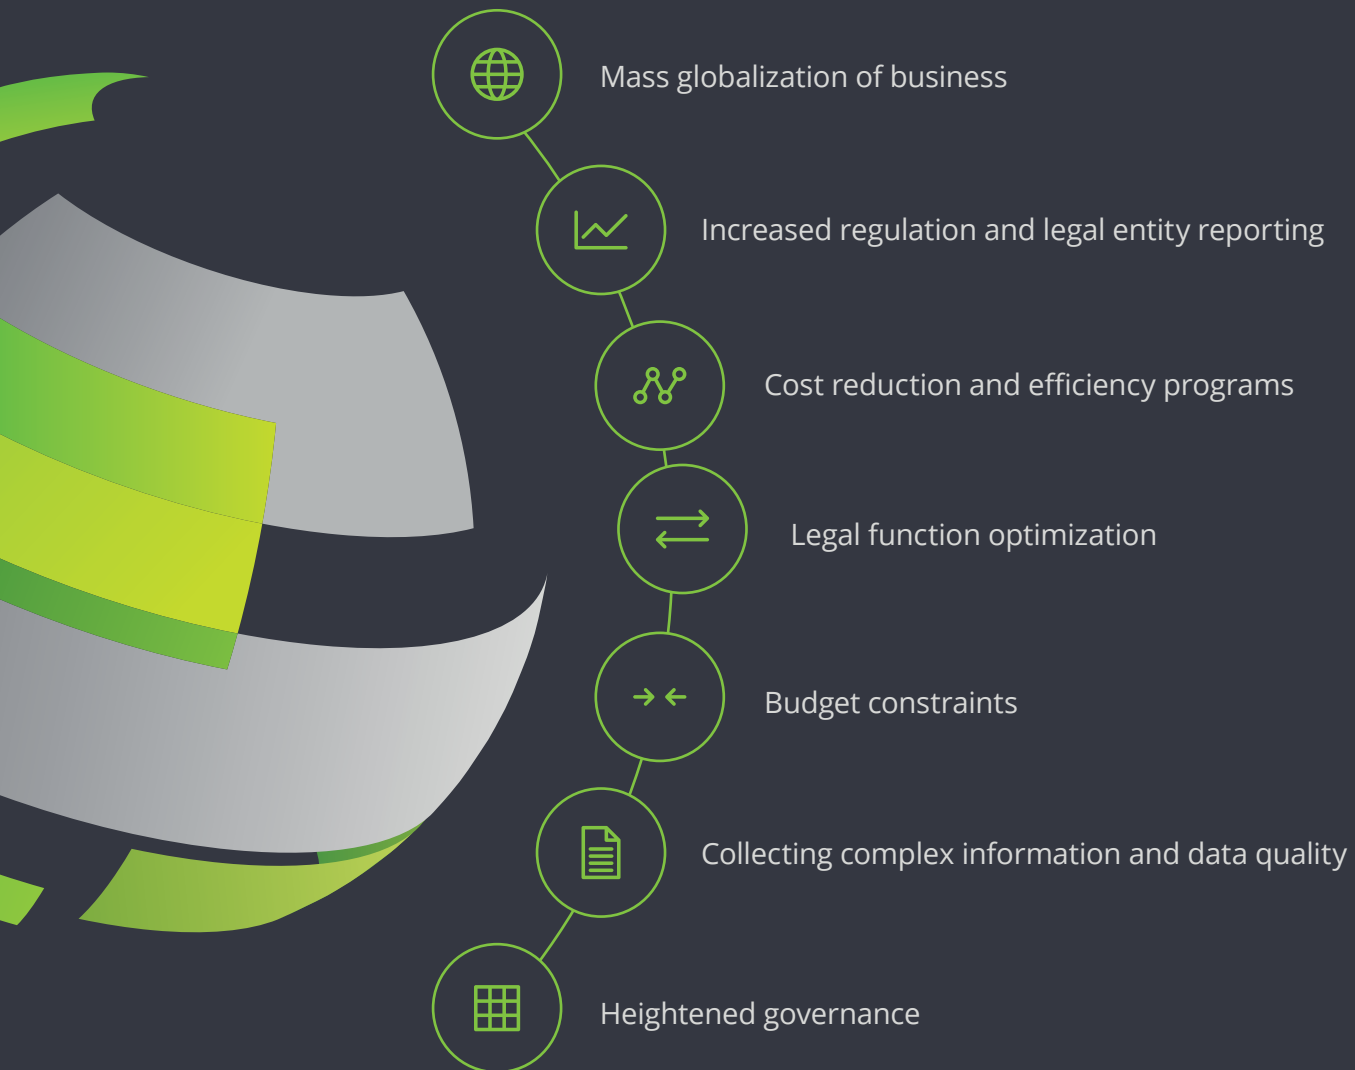 Mass globalization of business
Increased regulation and legal entity reporting
Cost reduction and efficiency programs
Legal function optimization
Budget constraints
Collecting complex information and data quality
Heightened governance